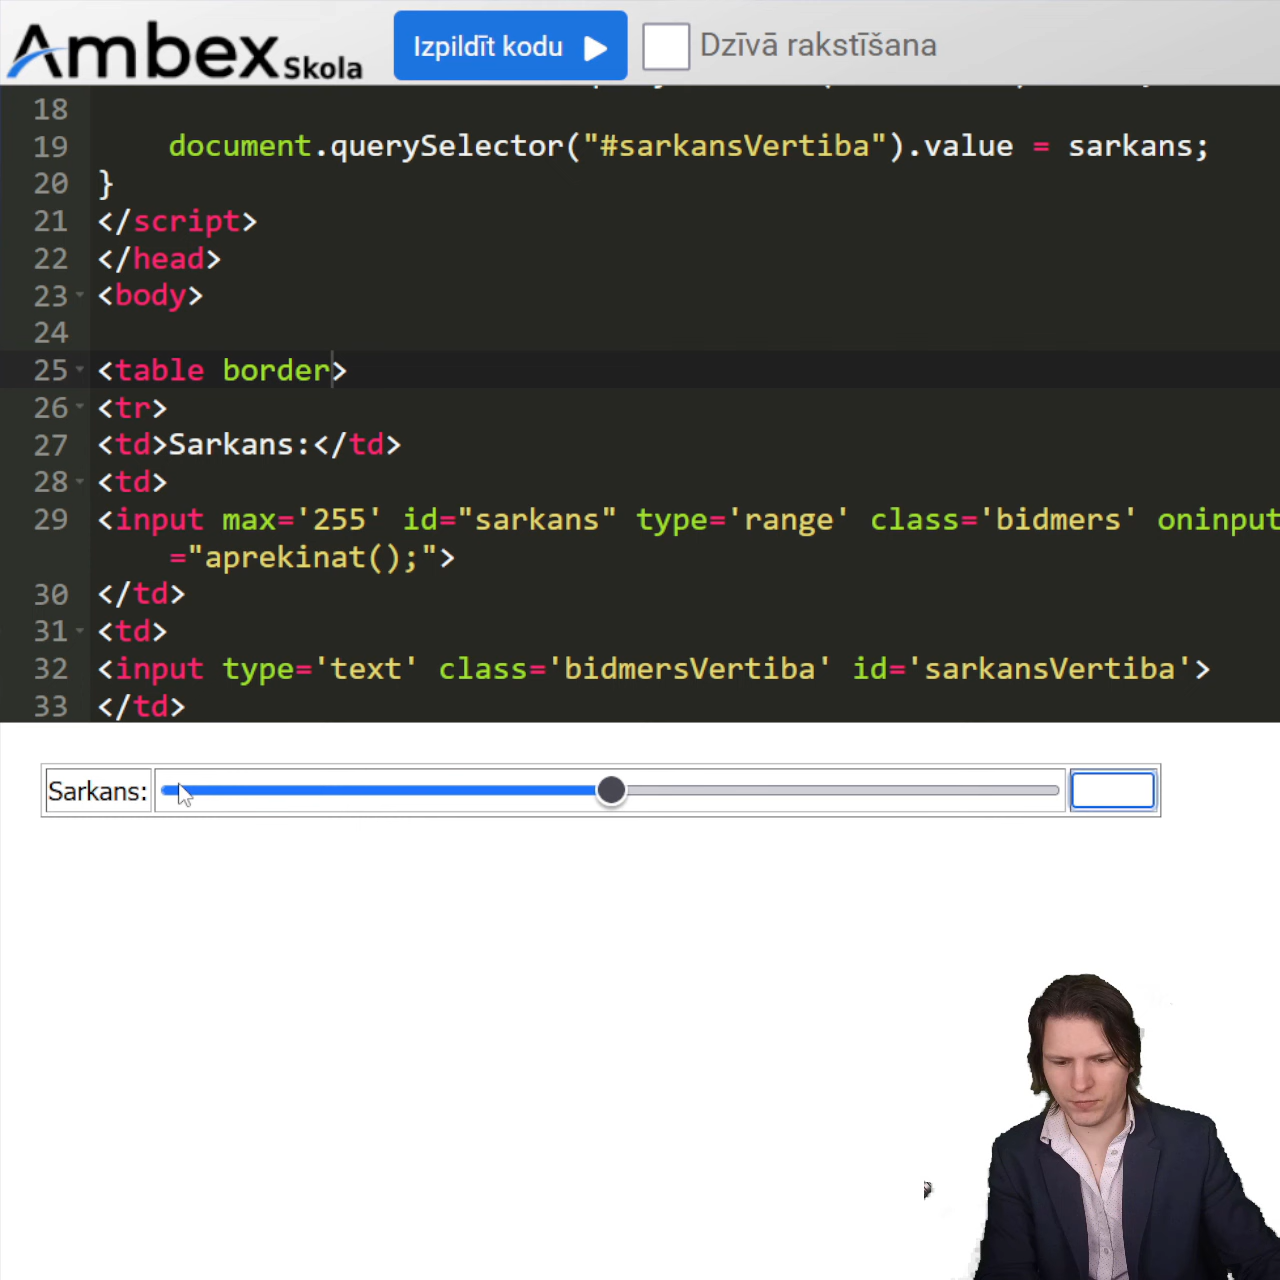 Ambex Skola
Izpildīt kodu
Dzīvā rakstīšana
18
19 document.querySelector("#sarkansVertiba").value = sarkans;
20 }
21 </script>
22 </head>
23 <body>
24
25 <table border>
26 <tr>
27 <td>Sarkans:</td>
28 <td>
29 <input max='255' id="sarkans" type='range' class='bidmers' oninput
="aprekinat();">
30 </td>
31 <td>
32 <input type='text' class='bidmersVertiba' id='sarkansVertiba'>
33 </td>
Sarkans: